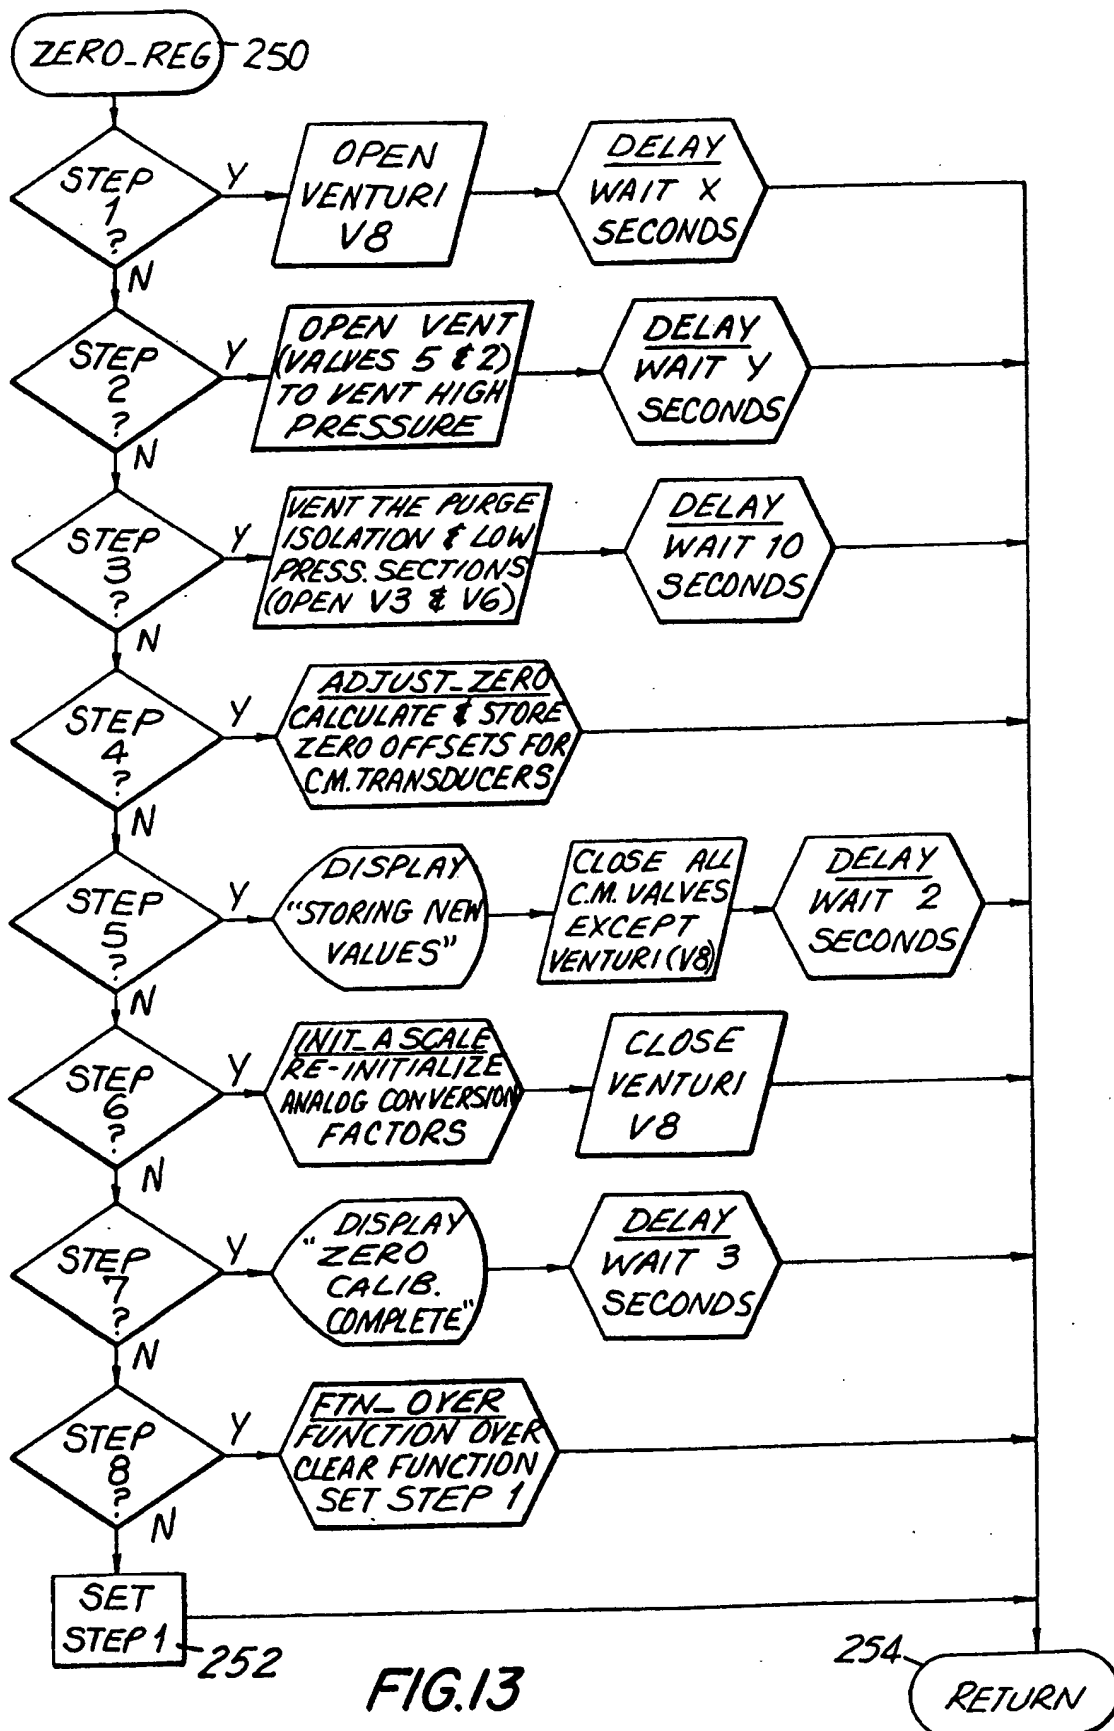 ZERO_REG 250
STEP
1
?
Y
N
OPEN
VENTURI
V8
DELAY
WAIT X
SECONDS
STEP
2
?
Y
N
OPEN VENT
(VALVES 5 & 2)
TO VENT HIGH
PRESSURE
DELAY
WAIT Y
SECONDS
STEP
3
?
Y
N
VENT THE PURGE
ISOLATION & LOW
PRESS. SECTIONS
(OPEN V3 & V6)
DELAY
WAIT 10
SECONDS
STEP
4
?
Y
N
ADJUST_ZERO
CALCULATE & STORE
ZERO OFFSETS FOR
C.M. TRANSDUCERS
STEP
5
?
Y
N
DISPLAY
"STORING NEW
VALUES"
CLOSE ALL
C.M. VALVES
EXCEPT
VENTURI (V8)
DELAY
WAIT 2
SECONDS
STEP
6
?
Y
N
INIT_A SCALE
RE-INITIALIZE
ANALOG CONVERSION
FACTORS
CLOSE
VENTURI
V8
STEP
7
?
Y
N
DISPLAY
"ZERO
CALIB.
COMPLETE"
DELAY
WAIT 3
SECONDS
STEP
8
?
Y
N
FTN_OVER
FUNCTION OVER
CLEAR FUNCTION
SET STEP 1
SET
STEP 1
252
254
RETURN
FIG.13